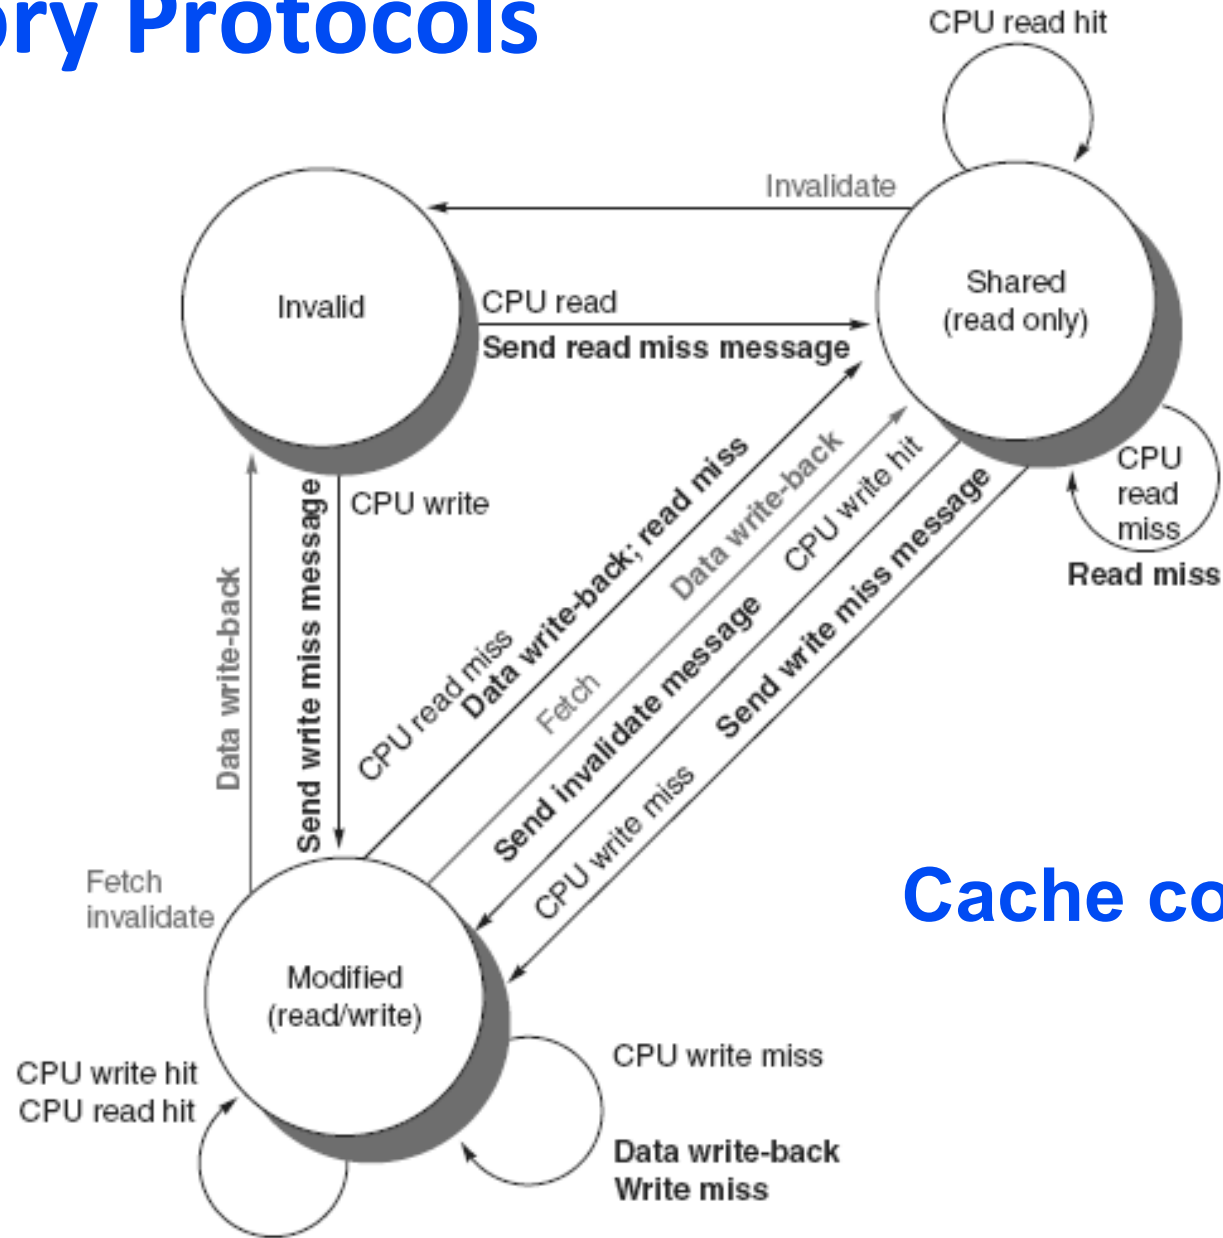 ory Protocols
CPU read hit
Invalidate
Invalid
Shared
(read only)
CPU read
Send read miss message
CPU write
Send write miss message
Data write-back
CPU read miss
Data write-back; read miss
Fetch
Data write-back
CPU write hit
Send invalidate message
CPU write miss
Send write miss message
CPU
read
miss
Read miss
Fetch
invalidate
Cache co
Modified
(read/write)
CPU write hit
CPU read hit
CPU write miss
Data write-back
Write miss